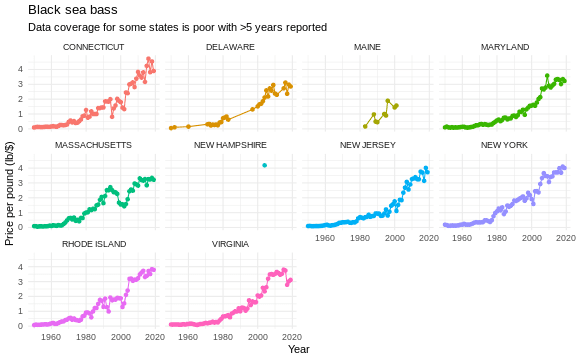 Black sea bass
Data coverage for some states is poor with >5 years reported
CONNECTICUT DELAWARE MAINE MARYLAND
4
3
2
1
0
MASSACHUSETTS NEW HAMPSHIRE NEW JERSEY NEW YORK
4
3
2
1
0
1960 1980 2000 2020 1960 1980 2000 2020
RHODE ISLAND VIRGINIA
4
3
2
1
0
1960 1980 2000 2020 1960 1980 2000 2020
Price per pound (lb/$)
Year